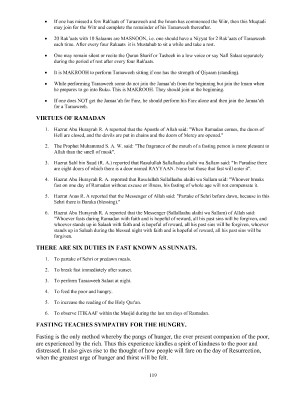 • If one has missed a few Rak'aats of Taraweeh and the Imaam has commenced the Witr, then this Muqtadi
may join for the Witr and complete the remainder of his Taraweeh thereafter.
• 20 Rak'aats with 10 Salaams are MASNOON, i.e. one should have a Niyyat for 2 Rak'aats of Taraweeh
each time. After every four Rakaats it is Mustahab to sit a while and take a rest.
• One may remain silent or recite the Quran Sharif or Tasbeeh in a low voice or say Nafl Salaat separately
during the period of rest after every four Rak'aats.
• It is MAKROOH to perform Taraweeh sitting if one has the strength of Qiyaam (standing).
• While performing Taraweeh some do not join the Jamaa'ah from the beginning but join the Imam when
he prepares to go into Ruku. This is MAKROOH. They should join at the beginning.
• If one does NOT get the Jamaa'ah for Farz, he should perform his Farz alone and then join the Jamaa'ah
for Taraweeh.
VIRTUES OF RAMADAN
1. Hazrat Abu Hurayrah R. A reported that the Apostle of Allah said: "When Ramadan comes, the doors of
Hell are closed, and the devils are put in chains and the doors of Mercy are opened."
2. The Prophet Muhammad S. A. W. said: "The fragrance of the mouth of a fasting person is more pleasant to
Allah than the smell of musk".
3. Hazrat Sahl bin Saad (R. A.) reported that Rasulullah Sallallaahu alaihi wa Sallam said: "In Paradise there
are eight doors of which there is a door named RAYYAAN. None but those that fast will enter it".
4. Hazrat Abu Hurayrah R. A. reported that Rasulullah Sallallaahu alaihi wa Sallam said: "Whoever breaks
fast on one day of Ramadan without excuse or illness, his fasting of whole age will not compensate it.
5. Hazrat Anas R. A reported that the Messenger of Allah said: "Partake of Sehri before dawn, because in this
Sehri there is Baraka (blessing)."
6. Hazrat Abu Hurayrah R. A. reported that the Messenger (Sallallaahu alaihi wa Sallam) of Allah said:
"Whoever fasts during Ramadan with faith and is hopeful of reward, all his past sins will be forgiven, and
whoever stands up in Salaah with faith and is hopeful of reward, all his past sins will be forgiven, whoever
stands up in Salaah during the blessed night with faith and is hopeful of reward, all his past sins will be
forgiven.
THERE ARE SIX DUTIES IN FAST KNOWN AS SUNNATS.
1. To partake of Sehri or predawn meals.
2. To break fast immediately after sunset.
3. To perform Taraweeh Salaat at night.
4. To feed the poor and hungry.
5. To increase the reading of the Holy Qur'an.
6. To observe ITIKAAF within the Masjid during the last ten days of Ramadan.
FASTING TEACHES SYMPATHY FOR THE HUNGRY.
Fasting is the only method whereby the pangs of hunger, the ever present companion of the poor,
are experienced by the rich. Thus this experience kindles a spirit of kindness to the poor and
distressed. It also gives rise to the thought of how people will fare on the day of Resurrection,
when the greatest urge of hunger and thirst will be felt.
119